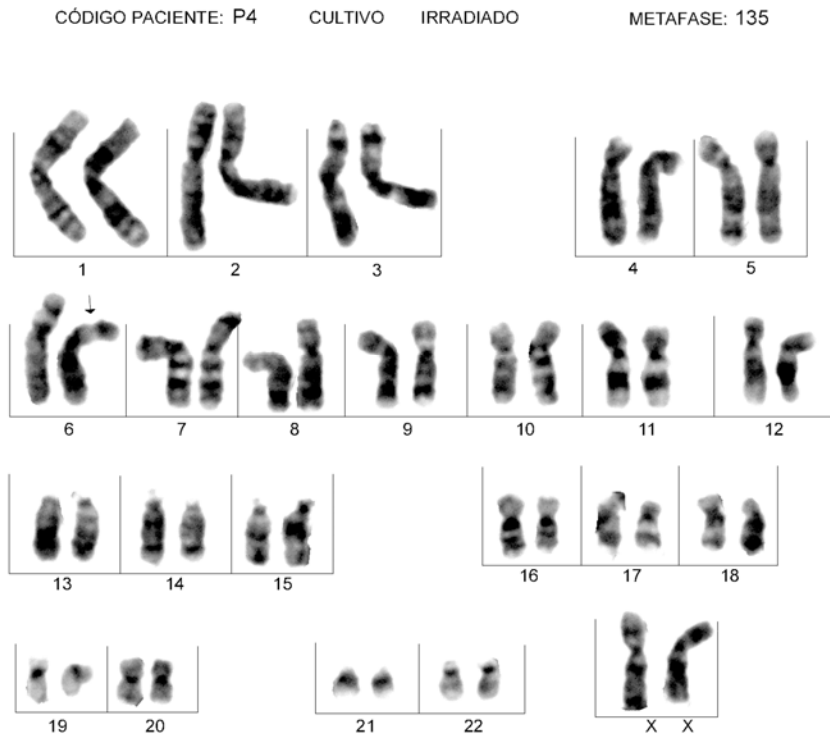 CÓDIGO PACIENTE: P4 CULTIVO IRRADIADO METAFASE: 135
1 2 3 4 5
6 7 8 9 10 11 12
13 14 15 16 17 18
19 20 21 22 X X